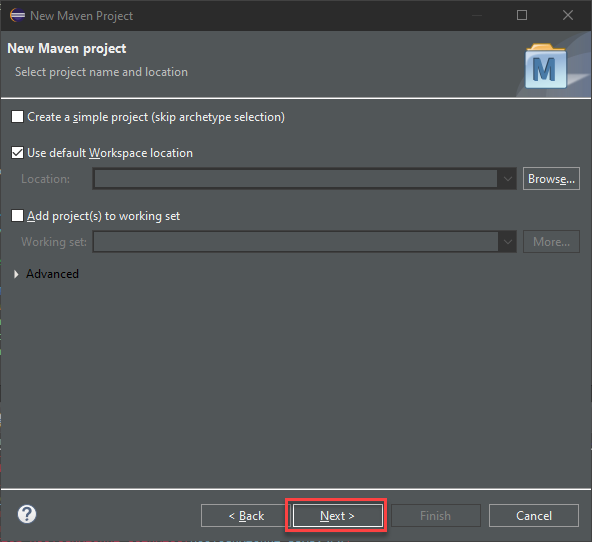 New Maven Project
New Maven project
Select project name and location
M
Create a simple project (skip archetype selection)
Use default Workspace location
Location:
Browse...
Add project(s) to working set
Working set:
More...
Advanced
?
< Back
Next >
Finish
Cancel